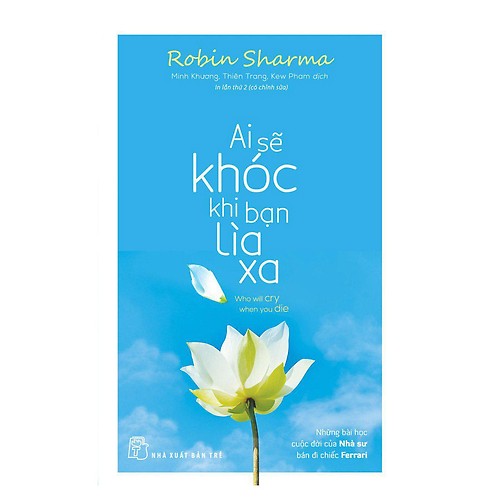 Robin Sharma
Minh Khương, Thiên Trang, Kew Pham dịch
In lần thứ 2 (có chỉnh sửa)
Ai sẽ
khóc
khi bạn
lìa
xa
Who will cry
when you die
Những bài học
cuộc đời của Nhà sư
bán đi chiếc Ferrari
NHÀ XUẤT BẢN TRẺ